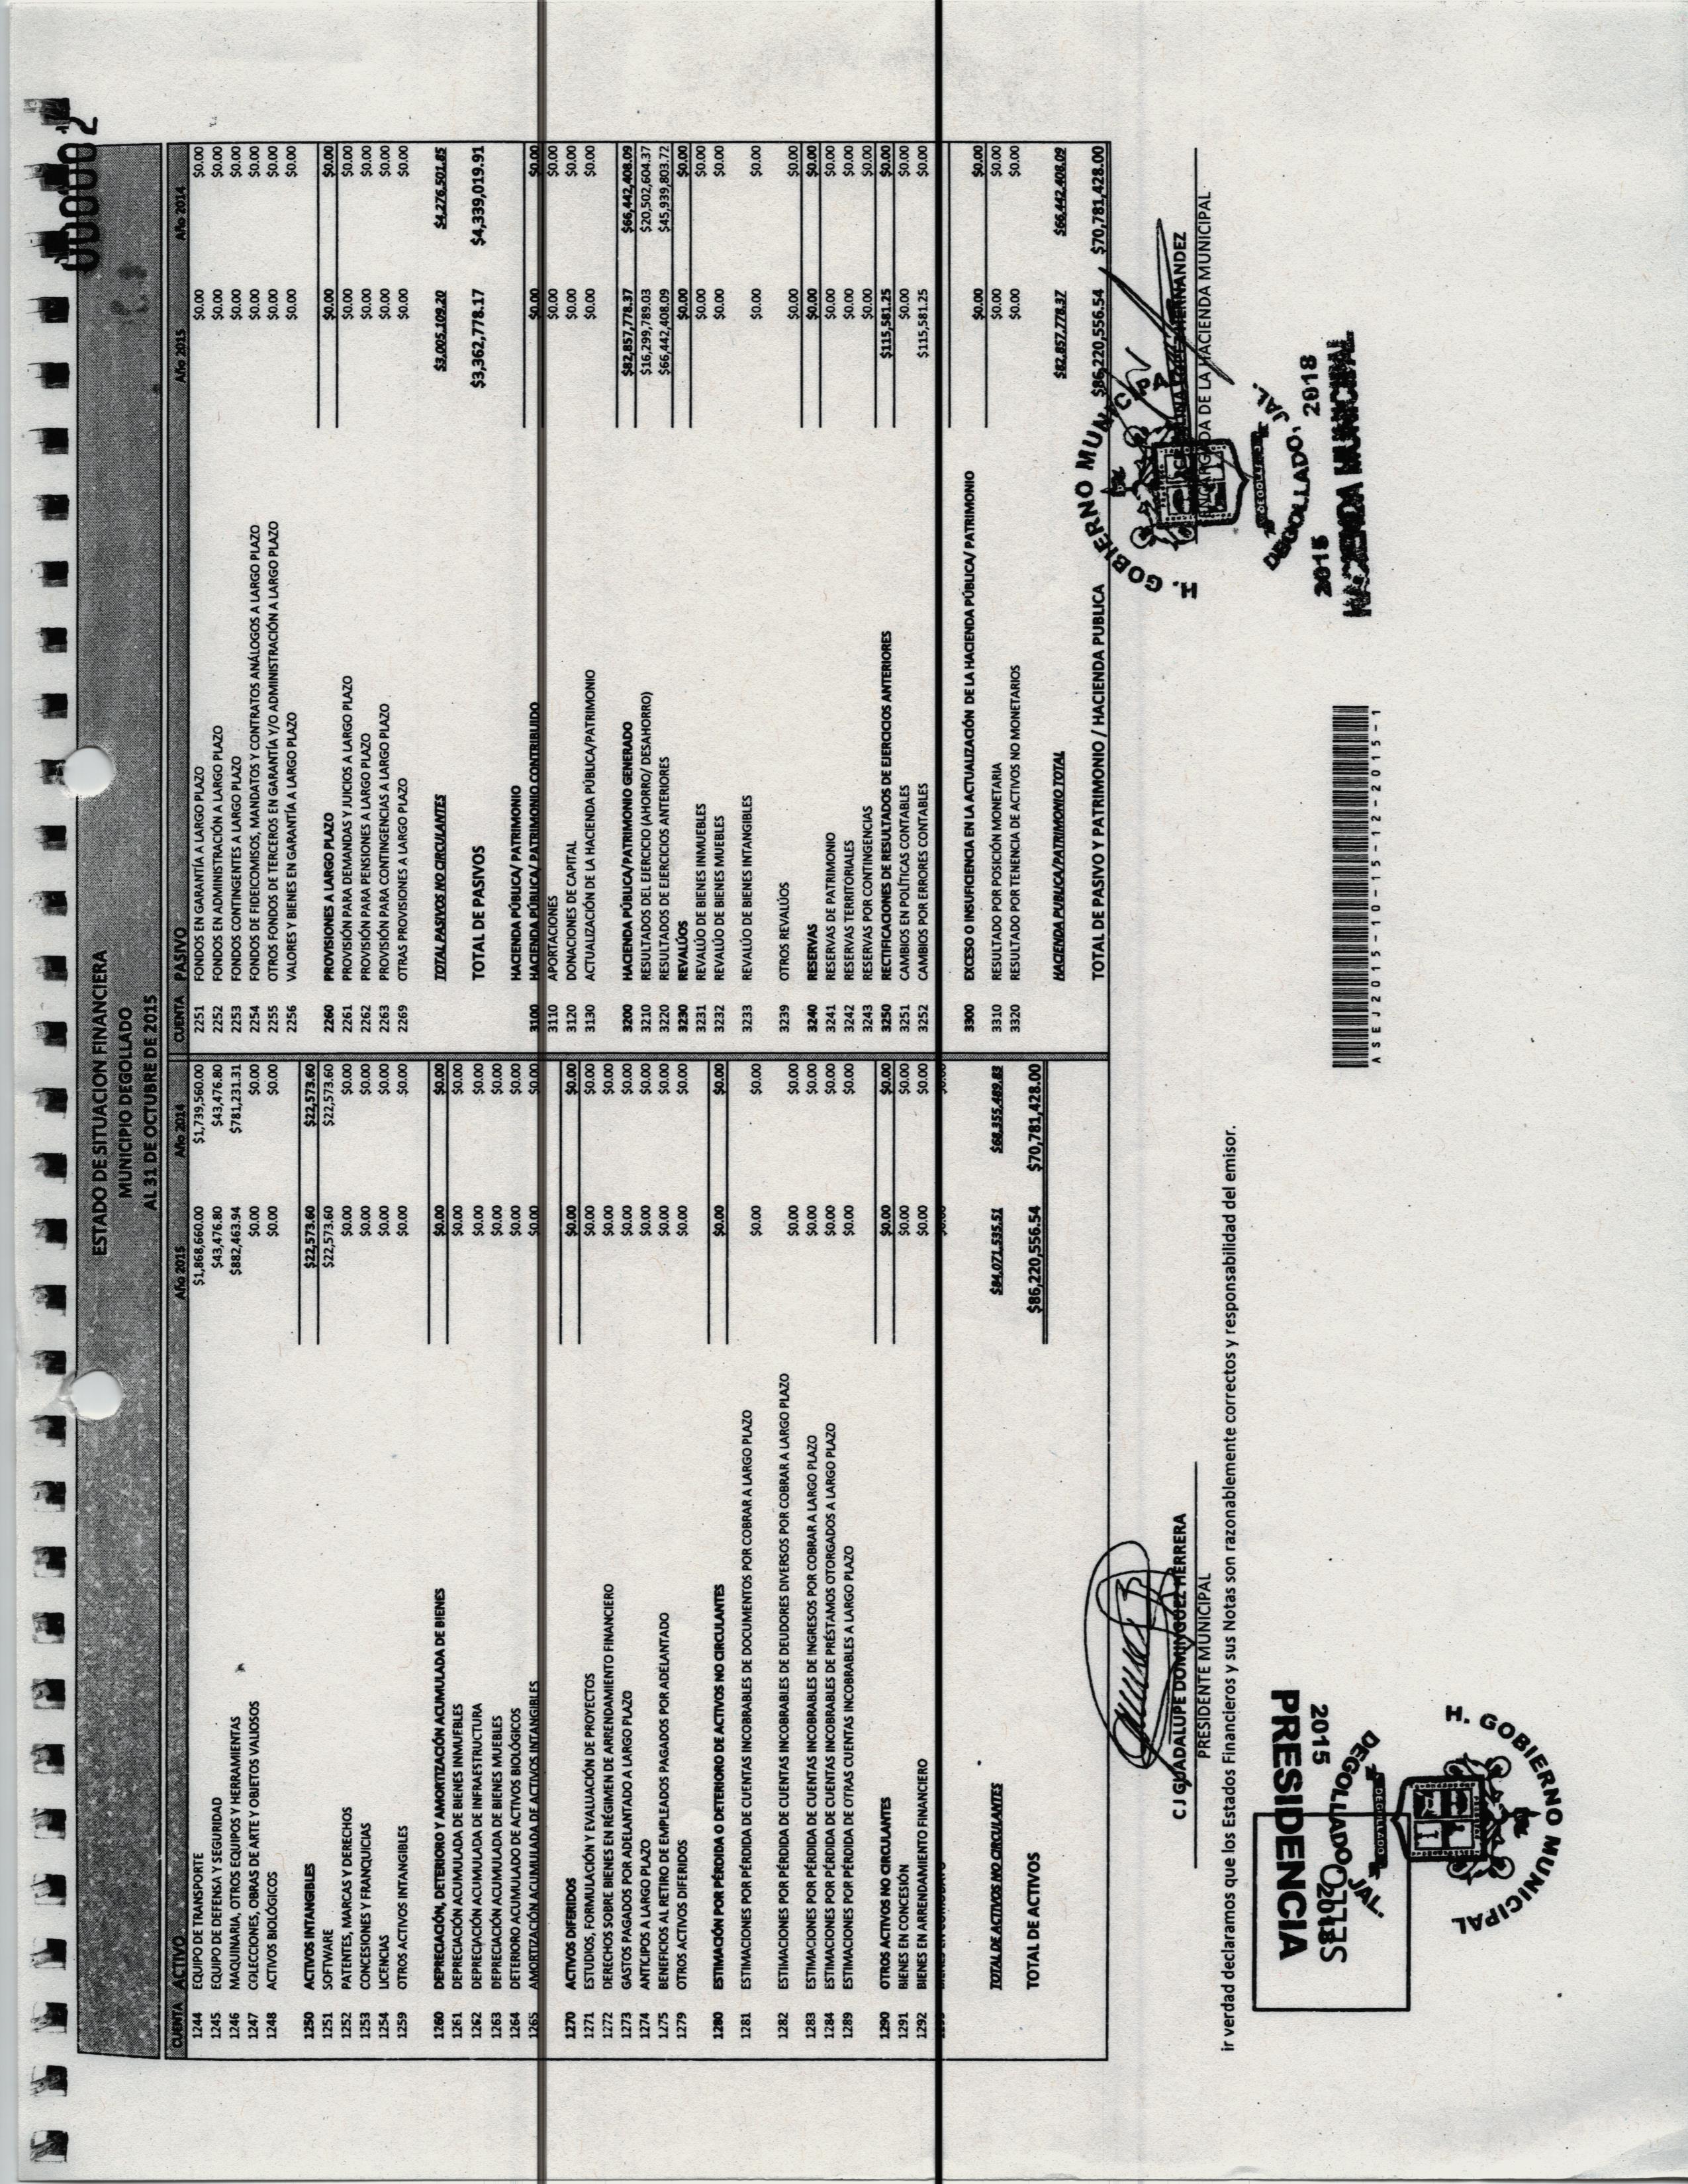 000002
ESTADO DE SITUACION FINANCIERA
MUNICIPIO DEGOLLADO
AL 31 DE OCTUBRE DE 2015
CUENTA ACTIVO Año 2015 Año 2014
1244 EQUIPO DE TRANSPORTE $1,868,660.00 $1,739,560.00
1245 EQUIPO DE DEFENSA Y SEGURIDAD $43,476.80 $43,476.80
1246 MAQUINARIA, OTROS EQUIPOS Y HERRAMIENTAS $882,463.94 $781,231.31
1247 COLECCIONES, OBRAS DE ARTE Y OBJETOS VALIOSOS $0.00 $0.00
1248 ACTIVOS BIOLÓGICOS $0.00 $0.00
1250 ACTIVOS INTANGIBLES $22,573.60 $22,573.60
1251 SOFTWARE $22,573.60 $22,573.60
1252 PATENTES, MARCAS Y DERECHOS $0.00 $0.00
1253 CONCESIONES Y FRANQUICIAS $0.00 $0.00
1254 LICENCIAS $0.00 $0.00
1259 OTROS ACTIVOS INTANGIBLES $0.00 $0.00
1260 DEPRECIACIÓN, DETERIORO Y AMORTIZACIÓN ACUMULADA DE BIENES $0.00 $0.00
1261 DEPRECIACIÓN ACUMULADA DE BIENES INMUEBLES $0.00 $0.00
1262 DEPRECIACIÓN ACUMULADA DE INFRAESTRUCTURA $0.00 $0.00
1263 DEPRECIACIÓN ACUMULADA DE BIENES MUEBLES $0.00 $0.00
1264 DETERIORO ACUMULADO DE ACTIVOS BIOLÓGICOS $0.00 $0.00
1265 AMORTIZACIÓN ACUMULADA DE ACTIVOS INTANGIBLES $0.00 $0.00
1270 ACTIVOS DIFERIDOS $0.00 $0.00
1271 ESTUDIOS, FORMULACIÓN Y EVALUACIÓN DE PROYECTOS $0.00 $0.00
1272 DERECHOS SOBRE BIENES EN RÉGIMEN DE ARRENDAMIENTO FINANCIERO $0.00 $0.00
1273 GASTOS PAGADOS POR ADELANTADO A LARGO PLAZO $0.00 $0.00
1274 ANTICIPOS A LARGO PLAZO $0.00 $0.00
1275 BENEFICIOS AL RETIRO DE EMPLEADOS PAGADOS POR ADELANTADO $0.00 $0.00
1279 OTROS ACTIVOS DIFERIDOS $0.00 $0.00
1280 ESTIMACIÓN POR PÉRDIDA O DETERIORO DE ACTIVOS NO CIRCULANTES $0.00 $0.00
1281 ESTIMACIONES POR PÉRDIDA DE CUENTAS INCOBRABLES DE DOCUMENTOS POR COBRAR A LARGO PLAZO $0.00 $0.00
1282 ESTIMACIONES POR PÉRDIDA DE CUENTAS INCOBRABLES DE DEUDORES DIVERSOS POR COBRAR A LARGO PLAZO $0.00 $0.00
1283 ESTIMACIONES POR PÉRDIDA DE CUENTAS INCOBRABLES DE INGRESOS POR COBRAR A LARGO PLAZO $0.00 $0.00
1284 ESTIMACIONES POR PÉRDIDA DE CUENTAS INCOBRABLES DE PRÉSTAMOS OTORGADOS A LARGO PLAZO $0.00 $0.00
1289 ESTIMACIONES POR PÉRDIDA DE OTRAS CUENTAS INCOBRABLES A LARGO PLAZO $0.00 $0.00
1290 OTROS ACTIVOS NO CIRCULANTES $0.00 $0.00
1291 BIENES EN CONCESIÓN $0.00 $0.00
1292 BIENES EN ARRENDAMIENTO FINANCIERO $0.00 $0.00
TOTAL DE ACTIVOS NO CIRCULANTES $84,071,535.51 $68,355,489.83
TOTAL DE ACTIVOS $86,220,556.54 $70,781,428.00
CUENTA PASIVO Año 2015 Año 2014
2251 FONDOS EN GARANTÍA A LARGO PLAZO $0.00 $0.00
2252 FONDOS EN ADMINISTRACIÓN A LARGO PLAZO $0.00 $0.00
2253 FONDOS CONTINGENTES A LARGO PLAZO $0.00 $0.00
2254 FONDOS DE FIDEICOMISOS, MANDATOS Y CONTRATOS ANÁLOGOS A LARGO PLAZO $0.00 $0.00
2255 OTROS FONDOS DE TERCEROS EN GARANTÍA Y/O ADMINISTRACIÓN A LARGO PLAZO $0.00 $0.00
2256 VALORES Y BIENES EN GARANTÍA A LARGO PLAZO $0.00 $0.00
2260 PROVISIONES A LARGO PLAZO $0.00 $0.00
2261 PROVISIÓN PARA DEMANDAS Y JUICIOS A LARGO PLAZO $0.00 $0.00
2262 PROVISIÓN PARA PENSIONES A LARGO PLAZO $0.00 $0.00
2263 PROVISIÓN PARA CONTINGENCIAS A LARGO PLAZO $0.00 $0.00
2269 OTRAS PROVISIONES A LARGO PLAZO $0.00 $0.00
TOTAL PASIVOS NO CIRCULANTES $3,005,109.20 $4,276,501.85
TOTAL DE PASIVOS $3,362,778.17 $4,339,019.91
HACIENDA PÚBLICA/ PATRIMONIO
3100 HACIENDA PÚBLICA/ PATRIMONIO CONTRIBUIDO $0.00 $0.00
3110 APORTACIONES $0.00 $0.00
3120 DONACIONES DE CAPITAL $0.00 $0.00
3130 ACTUALIZACIÓN DE LA HACIENDA PÚBLICA/PATRIMONIO $0.00 $0.00
3200 HACIENDA PÚBLICA/PATRIMONIO GENERADO $82,857,778.37 $66,442,408.09
3210 RESULTADOS DEL EJERCICIO (AHORRO/ DESAHORRO) $16,299,789.03 $20,502,604.37
3220 RESULTADOS DE EJERCICIOS ANTERIORES $66,442,408.09 $45,939,803.72
3230 REVALÚOS $0.00 $0.00
3231 REVALÚO DE BIENES INMUEBLES $0.00 $0.00
3232 REVALÚO DE BIENES MUEBLES $0.00 $0.00
3233 REVALÚO DE BIENES INTANGIBLES $0.00 $0.00
3239 OTROS REVALÚOS $0.00 $0.00
3240 RESERVAS $0.00 $0.00
3241 RESERVAS DE PATRIMONIO $0.00 $0.00
3242 RESERVAS TERRITORIALES $0.00 $0.00
3243 RESERVAS POR CONTINGENCIAS $0.00 $0.00
3250 RECTIFICACIONES DE RESULTADOS DE EJERCICIOS ANTERIORES $115,581.25 $0.00
3251 CAMBIOS EN POLÍTICAS CONTABLES $0.00 $0.00
3252 CAMBIOS POR ERRORES CONTABLES $115,581.25 $0.00
3300 EXCESO O INSUFICIENCIA EN LA ACTUALIZACIÓN DE LA HACIENDA PÚBLICA/ PATRIMONIO $0.00 $0.00
3310 RESULTADO POR POSICIÓN MONETARIA $0.00 $0.00
3320 RESULTADO POR TENENCIA DE ACTIVOS NO MONETARIOS $0.00 $0.00
HACIENDA PUBLICA/PATRIMONIO TOTAL $82,857,778.37 $66,442,408.09
TOTAL DE PASIVO Y PATRIMONIO / HACIENDA PUBLICA $86,220,556.54 $70,781,428.00
C J GUADALUPE DOMINGUEZ HERRERA
PRESIDENTE MUNICIPAL
HERNANDEZ
ENCARGADA DE LA HACIENDA MUNICIPAL
ir verdad declaramos que los Estados Financieros y sus Notas son razonablemente correctos y responsabilidad del emisor.
H. GOBIERNO MUNICIPAL
DEGOLLADO, JAL.
2015 2018
HACIENDA MUNICIPAL
ASEJ2015-10-15-12-2015-1
PRESIDENCIA
2015
DEGOLLADO JAL.
H. GOBIERNO MUNICIPAL